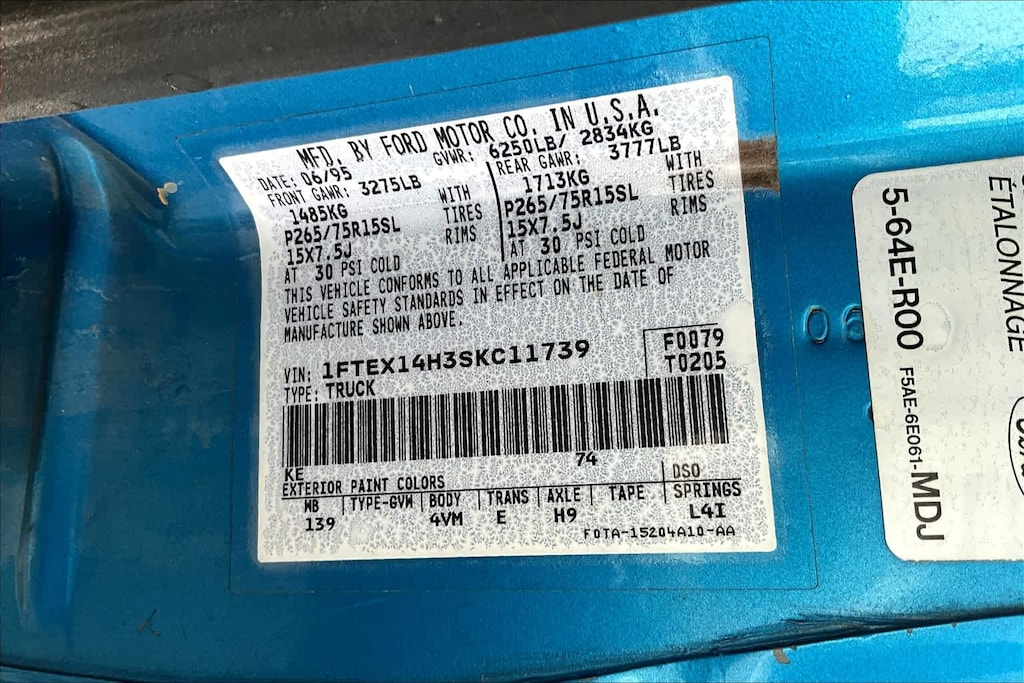 MFD. BY FORD MOTOR CO. IN U.S.A.
DATE: 06/95 GVWR: 6250LB/ 2834KG
FRONT GAWR: 3275LB REAR GAWR: 3777LB
1485KG WITH 1713KG WITH
P265/75R15SL TIRES P265/75R15SL TIRES
15X7.5J RIMS 15X7.5J RIMS
AT 30 PSI COLD AT 30 PSI COLD
THIS VEHICLE CONFORMS TO ALL APPLICABLE FEDERAL MOTOR
VEHICLE SAFETY STANDARDS IN EFFECT ON THE DATE OF
MANUFACTURE SHOWN ABOVE.
VIN: 1FTEX14H3SKC11739 F0079
TYPE: TRUCK T0205
KE 74
EXTERIOR PAINT COLORS DSO
WB TYPE-GVW BODY TRANS AXLE TAPE SPRINGS
139 4VM E H9 L4I
F0TA-15204A10-AA
06
ÉTALONNAGE
5-64E-R00
F5AE-6E061-MDJ